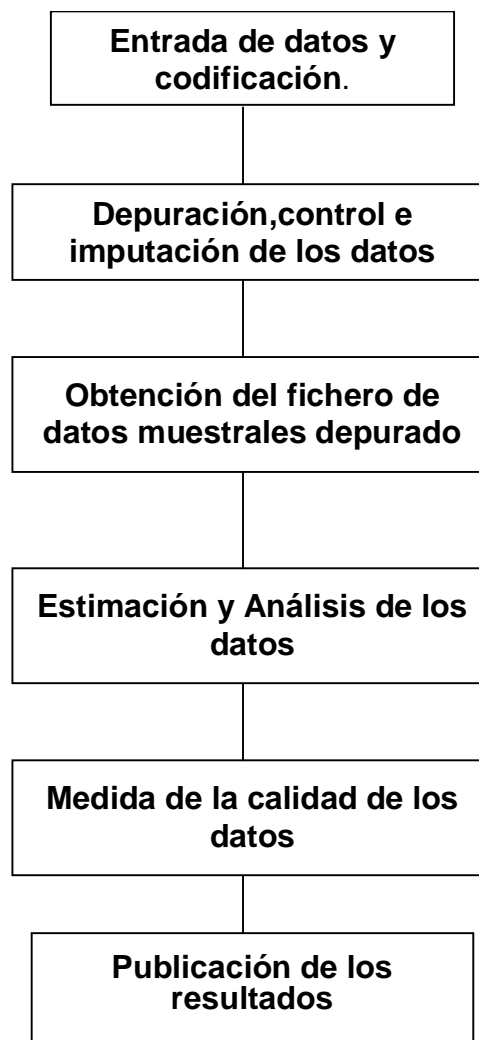 Entrada de datos y
codificación.
Depuración,control e
imputación de los datos
Obtención del fichero de
datos muestrales depurado
Estimación y Análisis de los
datos
Medida de la calidad de los
datos
Publicación de los
resultados